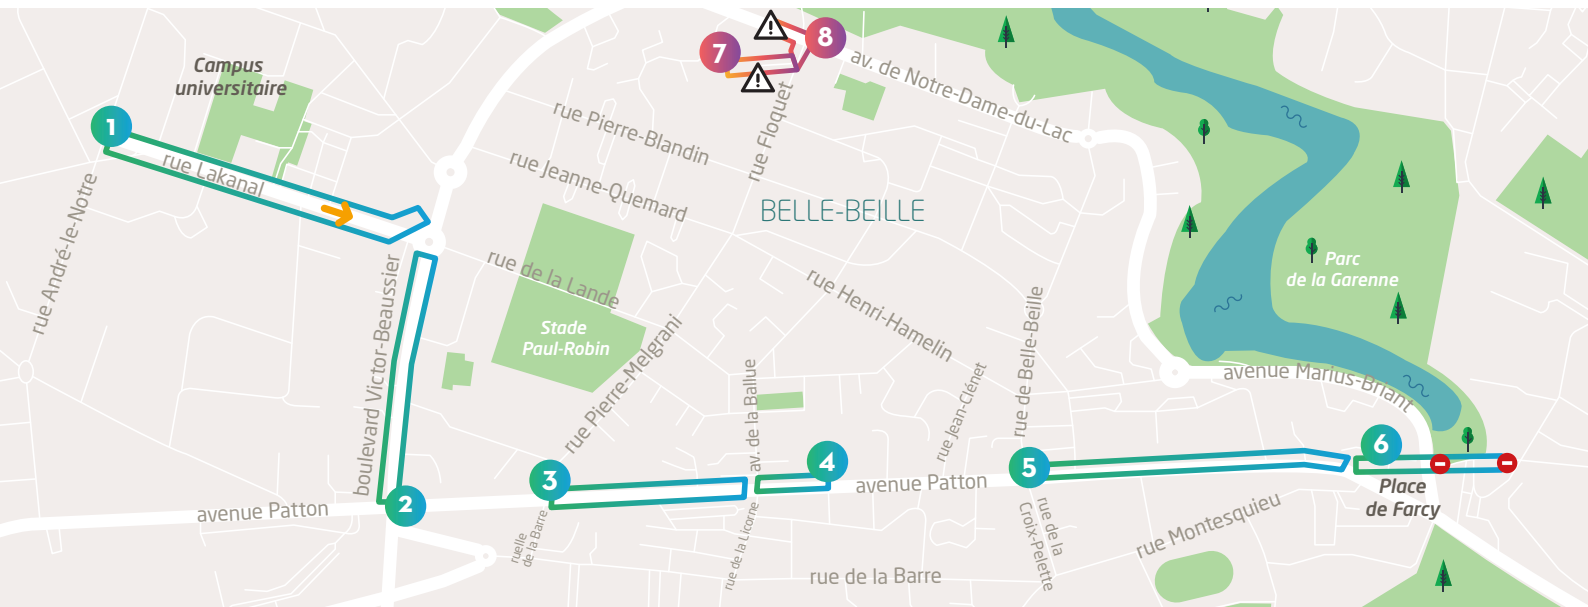 7
!
!
8
Campus
universitaire
av. de Notre-Dame-du-Lac
1
rue Lakanal
rue Pierre-Blandin
rue Floquet
rue Jeanne-Quemard
rue André-le-Notre
BELLE-BEILLE
rue de la Lande
boulevard Victor-Beaussier
Parc
de la Garenne
rue Henri-Hamelin
rue de Belle-Beille
Stade
Paul-Robin
rue Pierre-Melgrani
av. de la Ballue
rue Jean-Clénet
avenue Marius-Briant
2
3
4
5
6
avenue Patton
avenue Patton
Place
de Farcy
ruelle
de la Barre
rue de la Licorne
rue de la
Croix-Pelette
rue Montesquieu
rue de la Barre